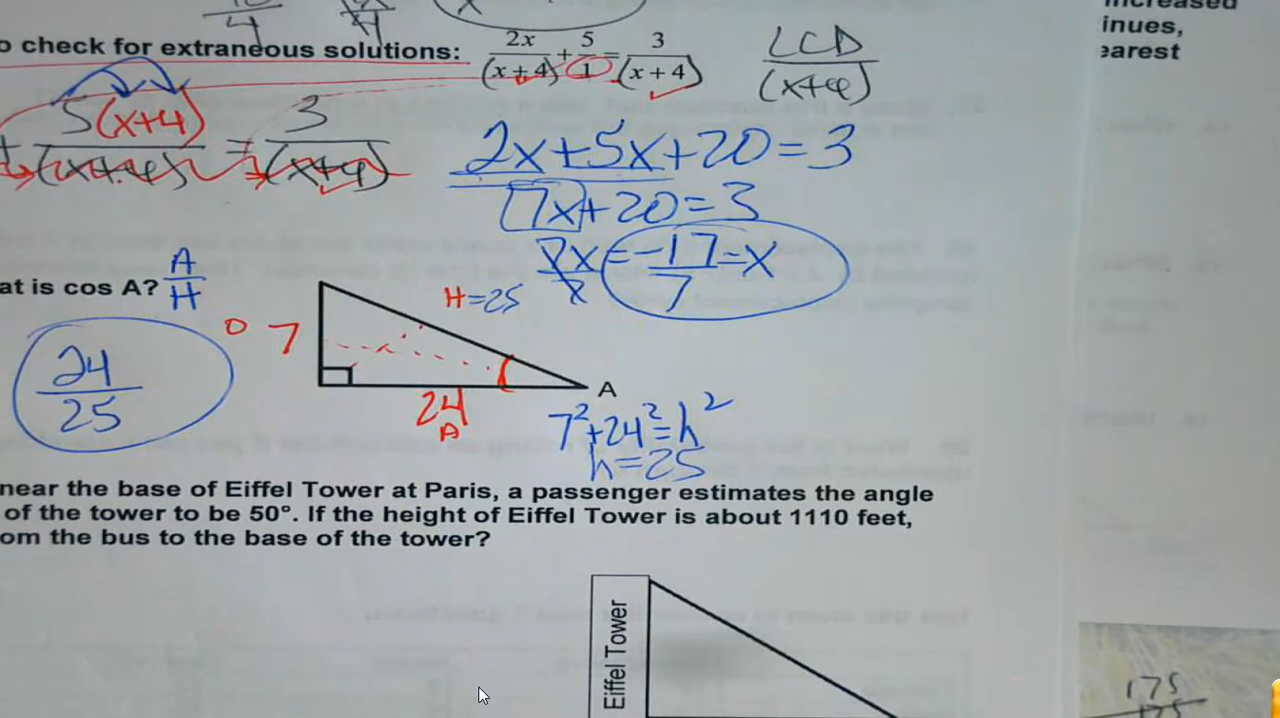 increased
inues,
earest
o check for extraneous solutions: 2x/(x+4) + 5/1 = 3/(x+4)
LCD
(x+4)
5(x+4)/(x+4) = 3/(x+4)
2x+5x+20=3
7x+20=3
7x/7 = -17/7 = x
at is cos A? A/H
H=25
O 7
24/25
A
24
A
7²+24²=h²
h=25
near the base of Eiffel Tower at Paris, a passenger estimates the angle
of the tower to be 50°. If the height of Eiffel Tower is about 1110 feet,
om the bus to the base of the tower?
Eiffel Tower
175